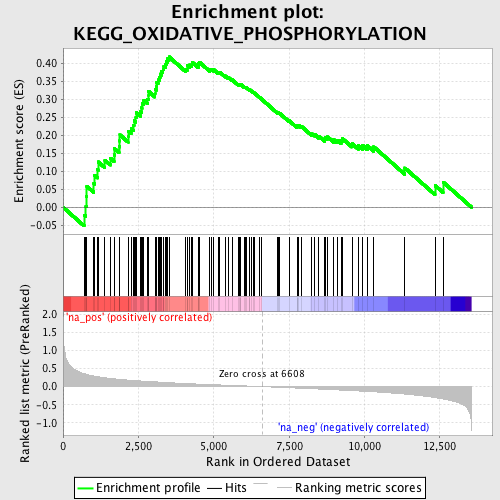 Enrichment plot:
KEGG_OXIDATIVE_PHOSPHORYLATION
Enrichment score (ES)
0.40
0.35
0.30
0.25
0.20
0.15
0.10
0.05
0.00
-0.05
'na_pos' (positively correlated)
Ranked list metric (PreRanked)
2.0
1.5
1.0
0.5
0.0
-0.5
-1.0
Zero cross at 6608
'na_neg' (negatively correlated)
0
2,500
5,000
7,500
10,000
12,500
Rank in Ordered Dataset
Enrichment profile
Hits
Ranking metric scores